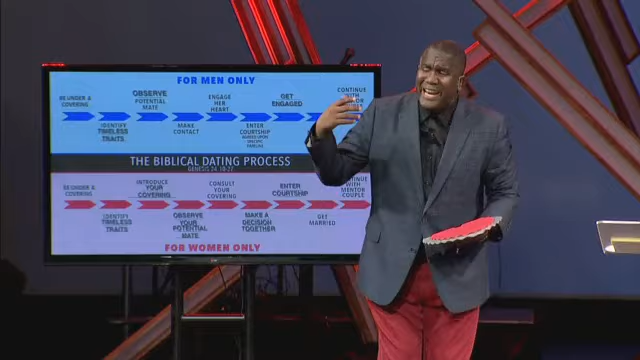 FOR MEN ONLY
BE UNDER A
COVERING
OBSERVE
POTENTIAL
MATE
ENGAGE
HER
HEART
GET
ENGAGED
CONTINUE
WITH
IDENTIFY
TIMELESS
TRAITS
MAKE
CONTACT
ENTER
COURTSHIP
THE BIBLICAL DATING PROCESS
GENESIS 24:10-27
BE UNDER A
COVERING
INTRODUCE
YOUR
COVERING
CONSULT
YOUR
COVERING
ENTER
COURTSHIP
WITH
MENTOR
COUPLE
IDENTIFY
TIMELESS
TRAITS
OBSERVE
YOUR
POTENTIAL
MATE
MAKE A
DECISION
TOGETHER
GET
MARRIED
FOR WOMEN ONLY